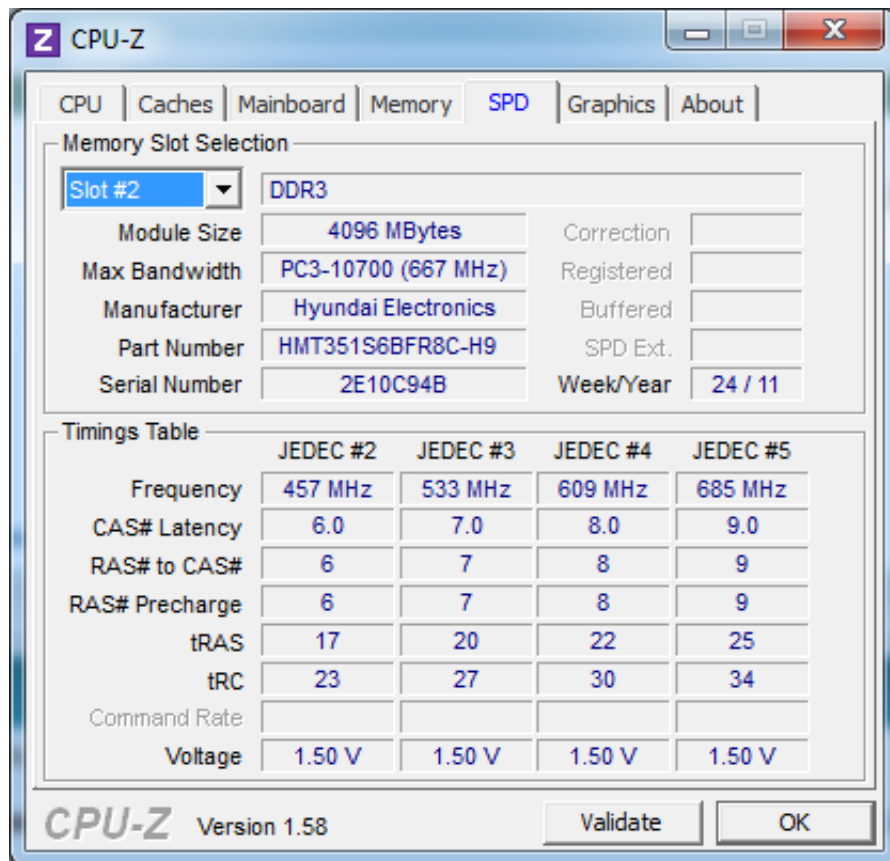 Z CPU-Z
CPU Caches Mainboard Memory SPD Graphics About
Memory Slot Selection
Slot #2 DDR3
Module Size 4096 MBytes Correction
Max Bandwidth PC3-10700 (667 MHz) Registered
Manufacturer Hyundai Electronics Buffered
Part Number HMT351S6BFR8C-H9 SPD Ext.
Serial Number 2E10C94B Week/Year 24 / 11
Timings Table
JEDEC #2 JEDEC #3 JEDEC #4 JEDEC #5
Frequency 457 MHz 533 MHz 609 MHz 685 MHz
CAS# Latency 6.0 7.0 8.0 9.0
RAS# to CAS# 6 7 8 9
RAS# Precharge 6 7 8 9
tRAS 17 20 22 25
tRC 23 27 30 34
Command Rate
Voltage 1.50 V 1.50 V 1.50 V 1.50 V
CPU-Z Version 1.58 Validate OK